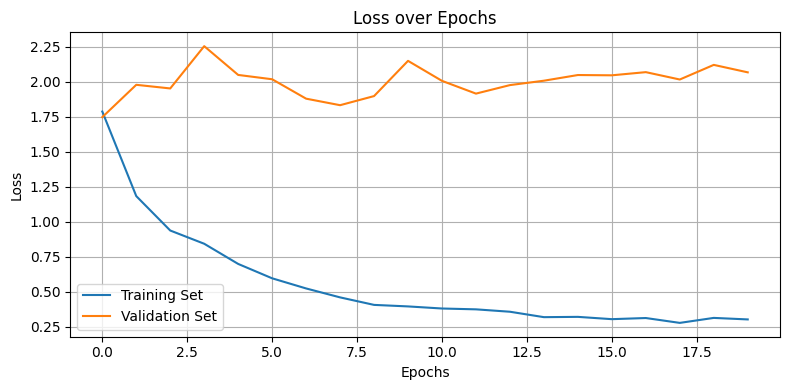 Loss over Epochs
2.25
2.00
1.75
1.50
1.25
1.00
0.75
0.50
0.25
Loss
Training Set
Validation Set
0.0 2.5 5.0 7.5 10.0 12.5 15.0 17.5
Epochs